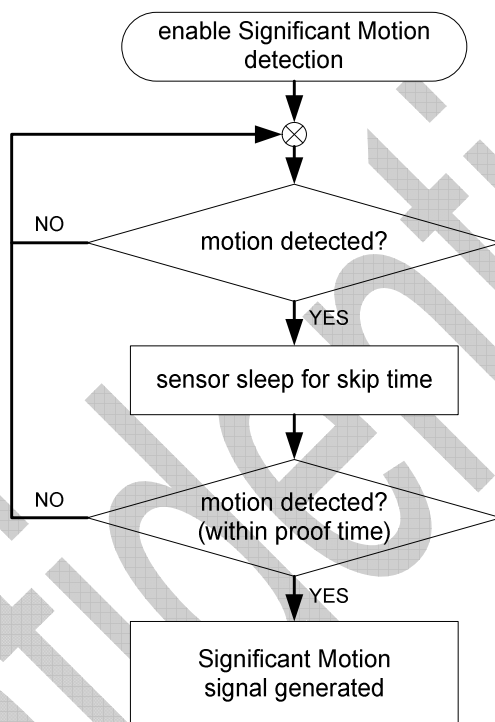 enable Significant Motion
detection
motion detected?
NO
YES
sensor sleep for skip time
motion detected?
(within proof time)
NO
YES
Significant Motion
signal generated